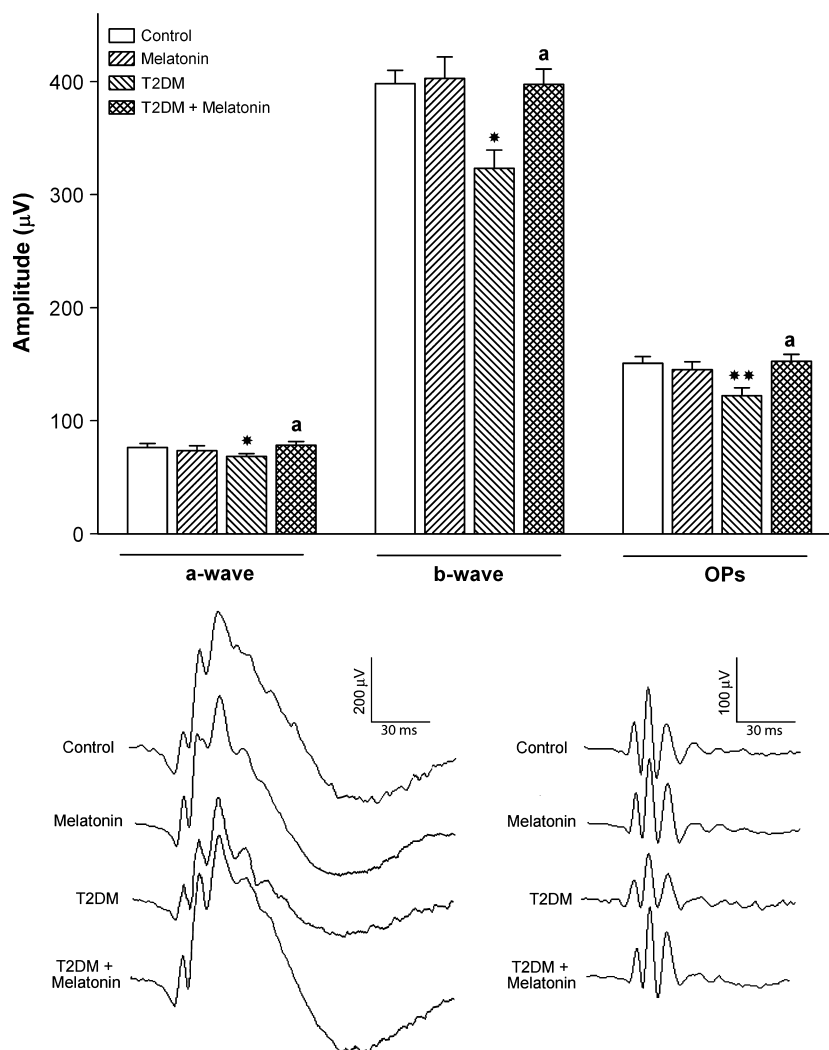 Control
Melatonin
T2DM
T2DM + Melatonin
Amplitude (μV)
400
300
200
100
0
✷
a
✷
a
✷✷
a
a-wave
b-wave
OPs
200 μV
30 ms
Control
Melatonin
T2DM
T2DM +
Melatonin
100 μV
30 ms
Control
Melatonin
T2DM
T2DM +
Melatonin